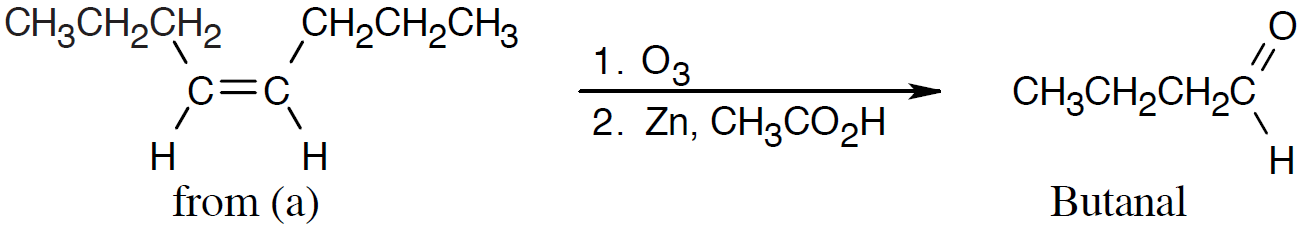 CH3CH2CH2 CH2CH2CH3
C=C
H H
from (a)
1. O3
2. Zn, CH3CO2H
O
CH3CH2CH2C
H
Butanal